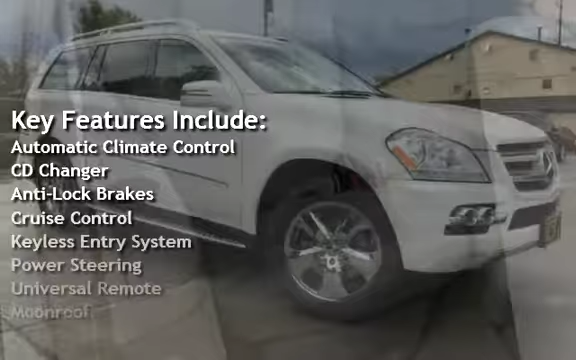 Key Features Include:
Automatic Climate Control
CD Changer
Anti-Lock Brakes
Cruise Control
Keyless Entry System
Power Steering
Universal Remote
Moonroof